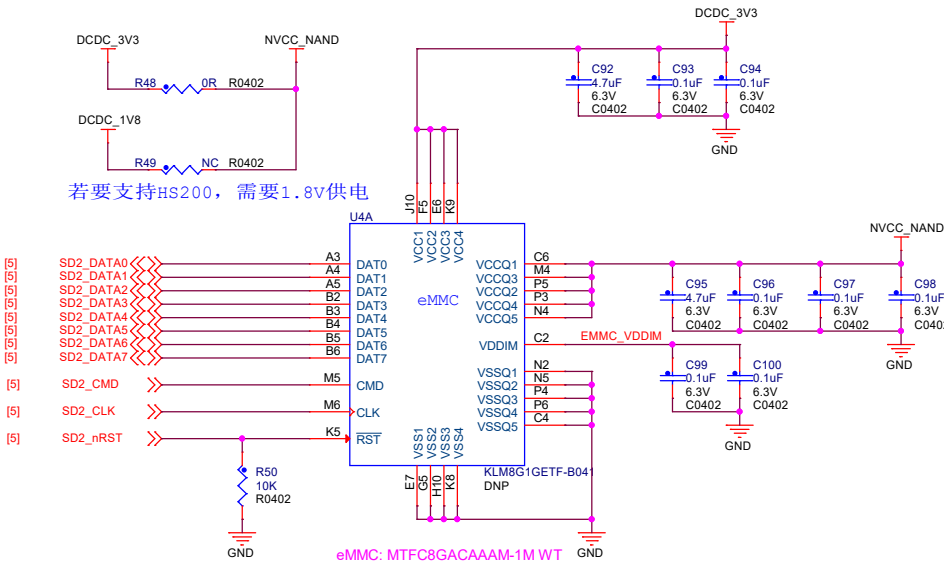 DCDC_3V3
DCDC_3V3 NVCC_NAND
R48 0R R0402
C92 4.7uF 6.3V C0402
C93 0.1uF 6.3V C0402
C94 0.1uF 6.3V C0402
GND
DCDC_1V8
R49 NC R0402
若要支持HS200，需要1.8V供电
J10 F5 E6 K9
U4A
VCC1 VCC2 VCC3 VCC4
eMMC
NVCC_NAND
[5] SD2_DATA0 A3 DAT0
[5] SD2_DATA1 A4 DAT1
[5] SD2_DATA2 A5 DAT2
[5] SD2_DATA3 B2 DAT3
[5] SD2_DATA4 B3 DAT4
[5] SD2_DATA5 B4 DAT5
[5] SD2_DATA6 B5 DAT6
[5] SD2_DATA7 B6 DAT7
[5] SD2_CMD M5 CMD
[5] SD2_CLK M6 CLK
[5] SD2_nRST K5 RST
VCCQ1 C6
VCCQ3 M4
VCCQ2 P5
VCCQ4 P3
VCCQ5 N4
VDDIM C2 EMMC_VDDIM
VSSQ1 N2
VSSQ2 N5
VSSQ3 P4
VSSQ4 P6
VSSQ5 C4
C95 4.7uF 6.3V C0402
C96 0.1uF 6.3V C0402
C97 0.1uF 6.3V C0402
C98 0.1uF 6.3V C040
GND
C99 0.1uF 6.3V C0402
C100 0.1uF 6.3V C0402
GND
VSS1 VSS2 VSS3 VSS4
E7 G5 H10 K8
KLM8G1GETF-B041
DNP
R50
10K
R0402
GND
eMMC: MTFC8GACAAAM-1M WT
GND